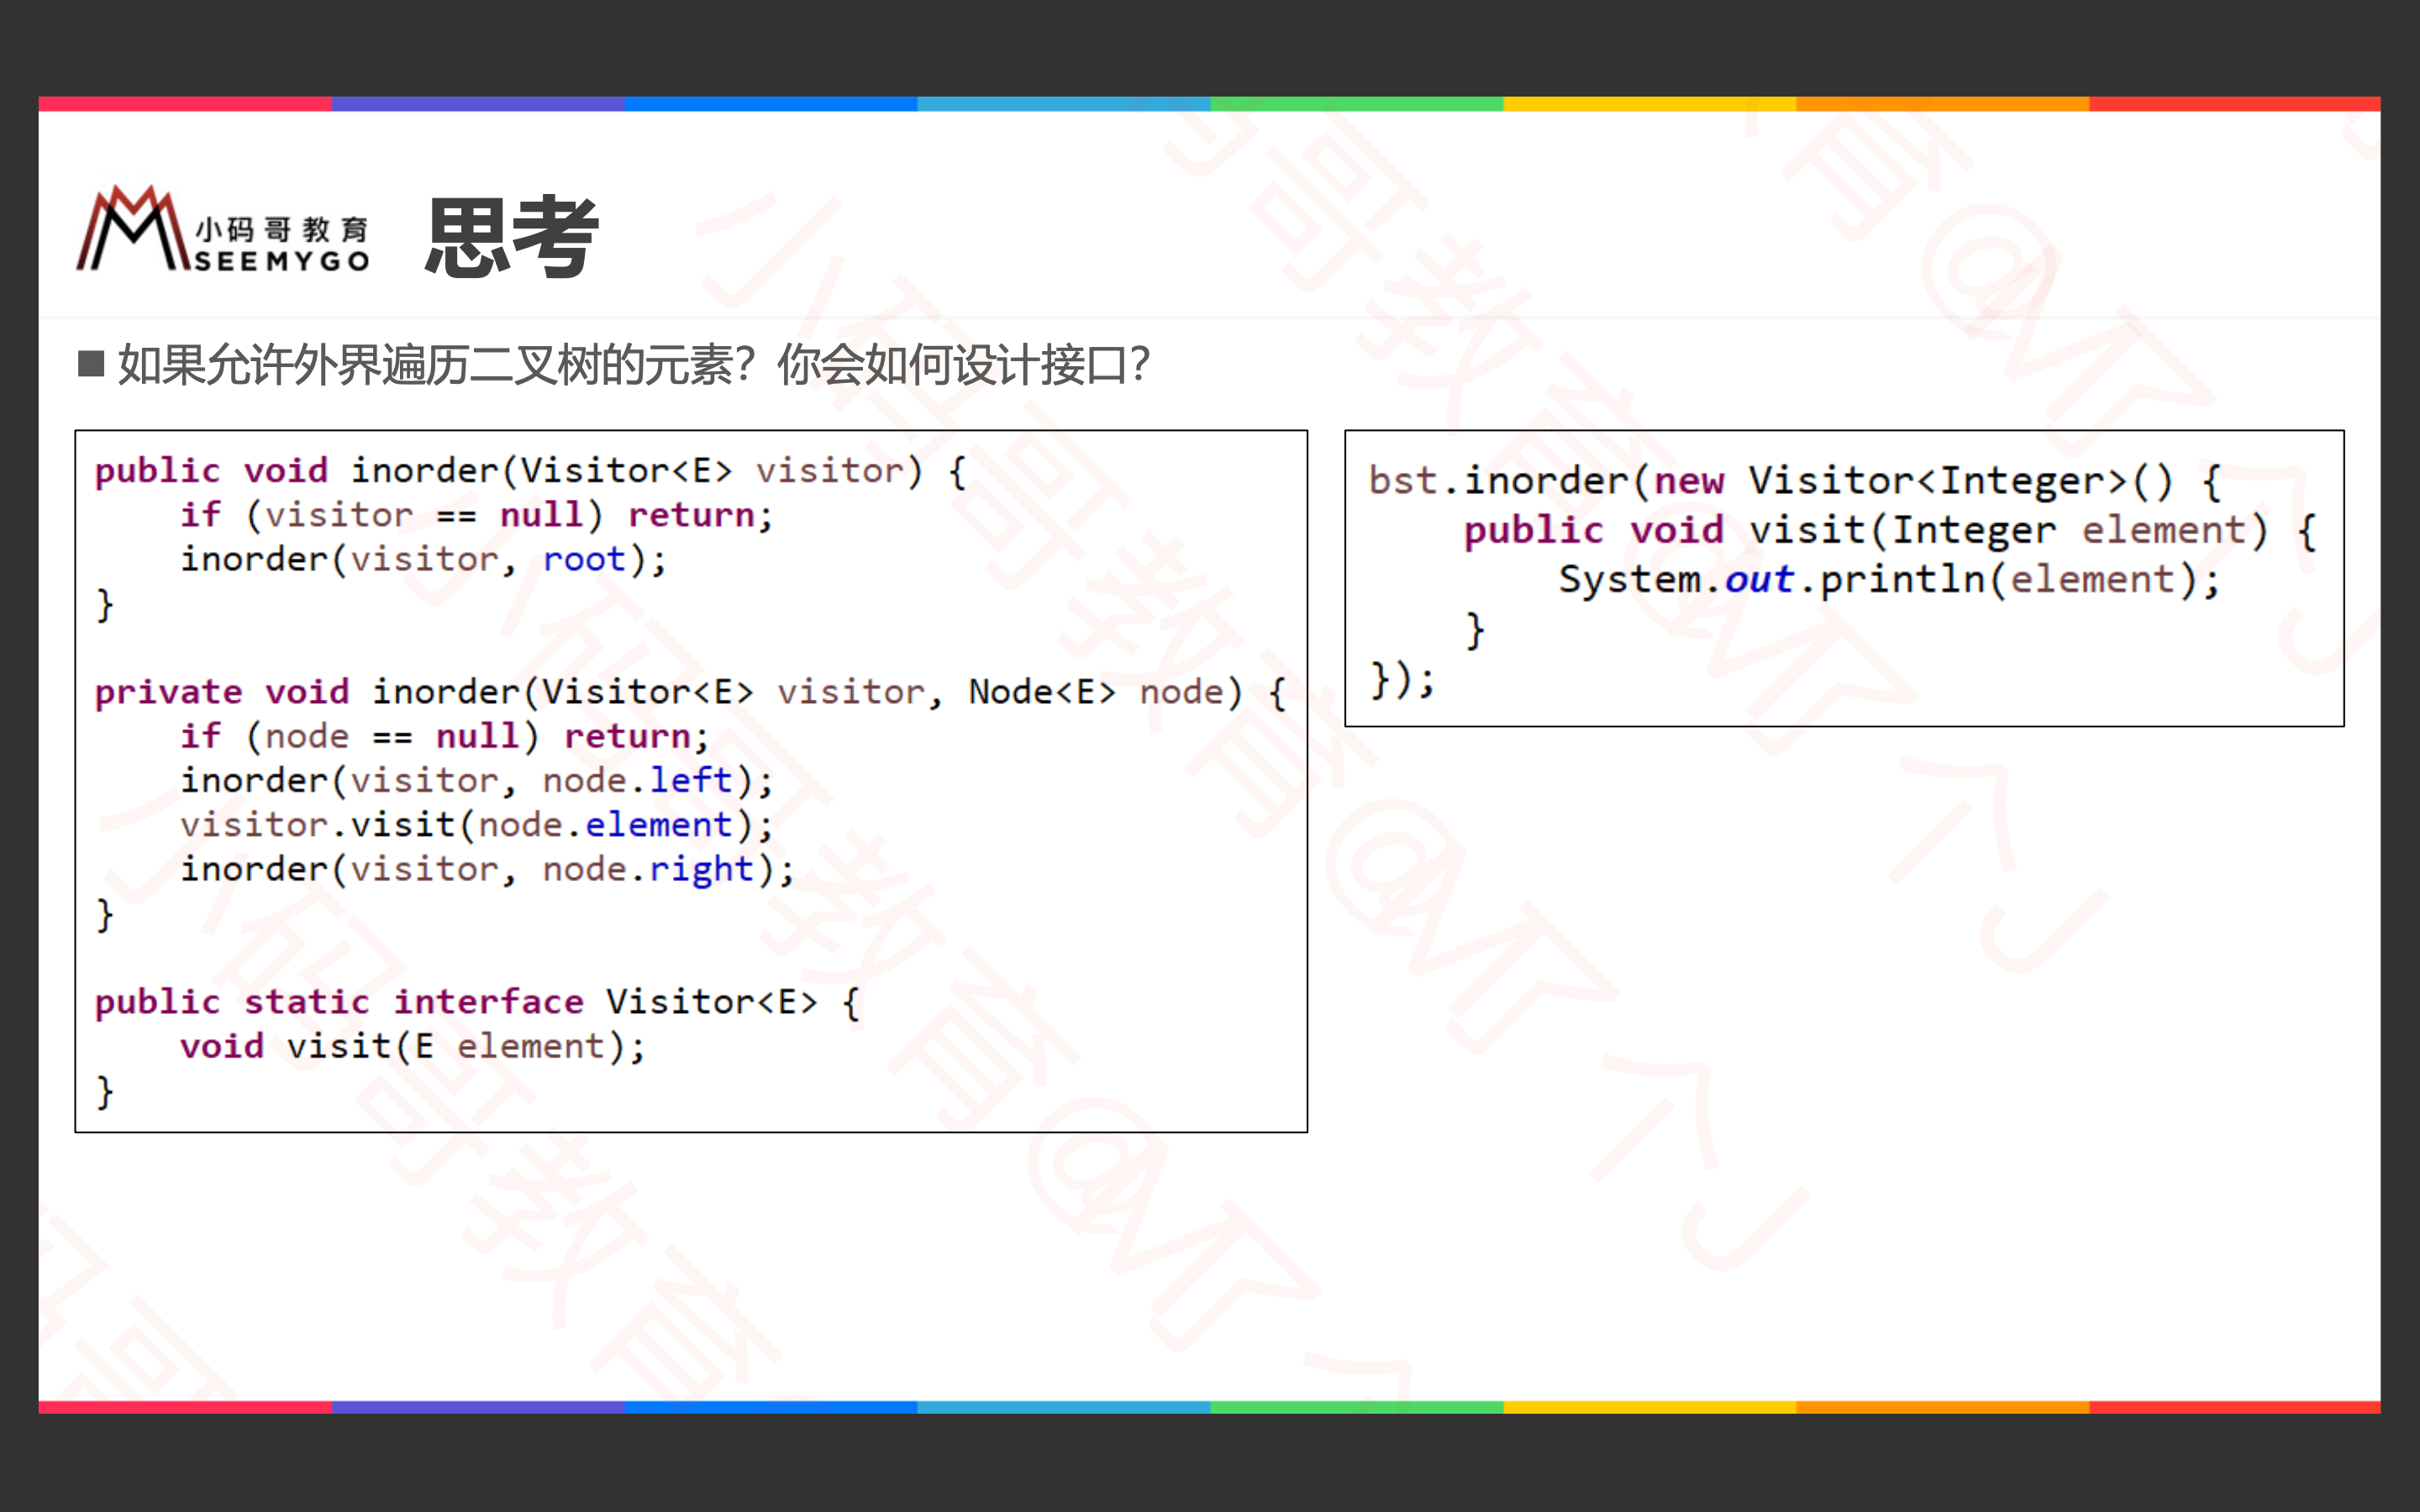 小码哥教育
SEEMYGO
思考
如果允许外界遍历二叉树的元素？你会如何设计接口？
public void inorder(Visitor<E> visitor) {
    if (visitor == null) return;
    inorder(visitor, root);
}
private void inorder(Visitor<E> visitor, Node<E> node) {
    if (node == null) return;
    inorder(visitor, node.left);
    visitor.visit(node.element);
    inorder(visitor, node.right);
}
public static interface Visitor<E> {
    void visit(E element);
}
bst.inorder(new Visitor<Integer>() {
    public void visit(Integer element) {
        System.out.println(element);
    }
});